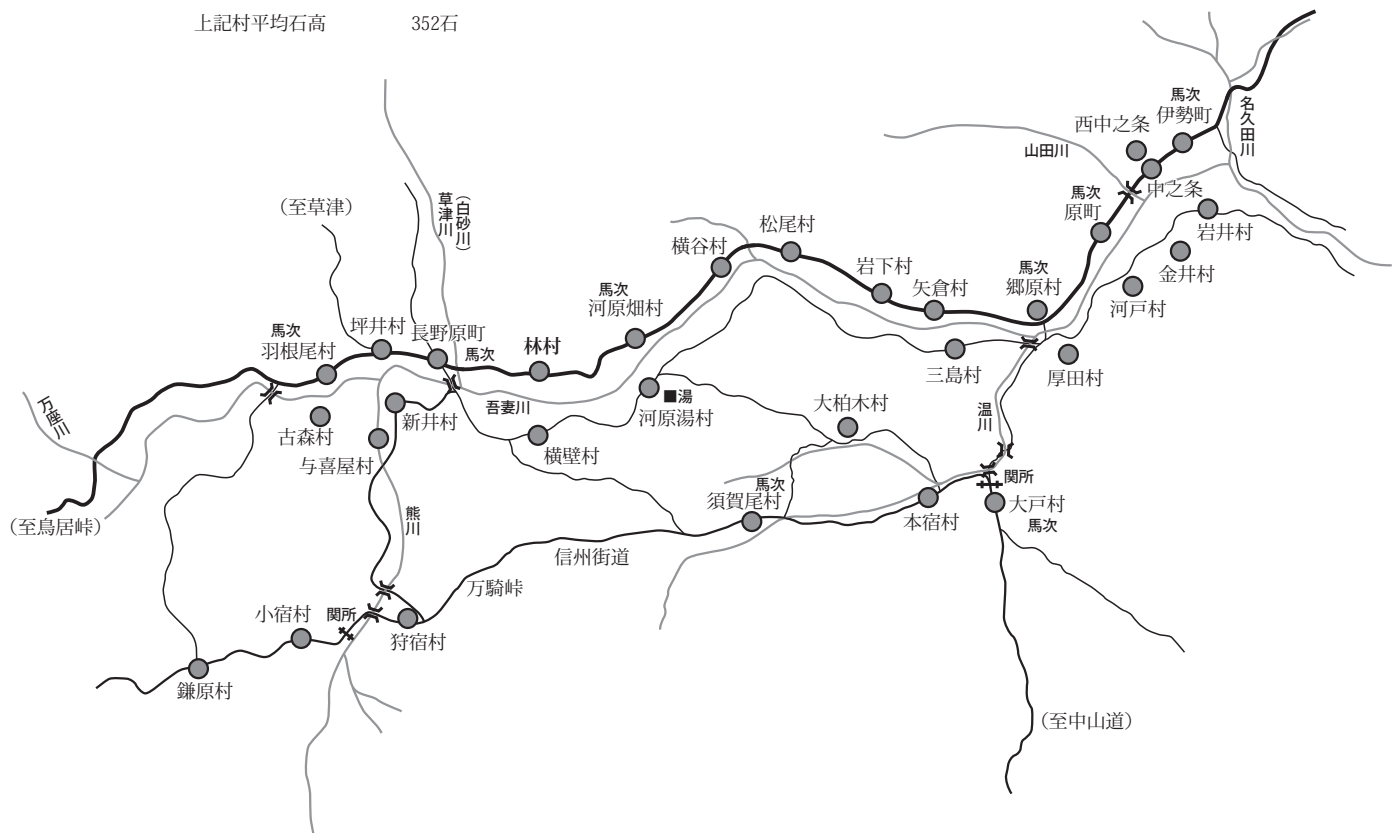 上記村平均石高 352石
馬次
伊勢町
西中之条
名久田川
山田川
中之条
馬次
原町
岩井村
金井村
河戸村
(至草津)
草津川
(白砂川)
松尾村
横谷村
岩下村
矢倉村
馬次
郷原村
馬次
河原畑村
馬次
羽根尾村
坪井村
長野原町
馬次
林村
三島村
厚田村
万座川
古森村
新井村
吾妻川
■湯
河原湯村
大柏木村
温川
与喜屋村
横壁村
馬次
須賀尾村
関所
大戸村
馬次
本宿村
(至鳥居峠)
熊川
信州街道
万騎峠
小宿村
関所
狩宿村
鎌原村
(至中山道)